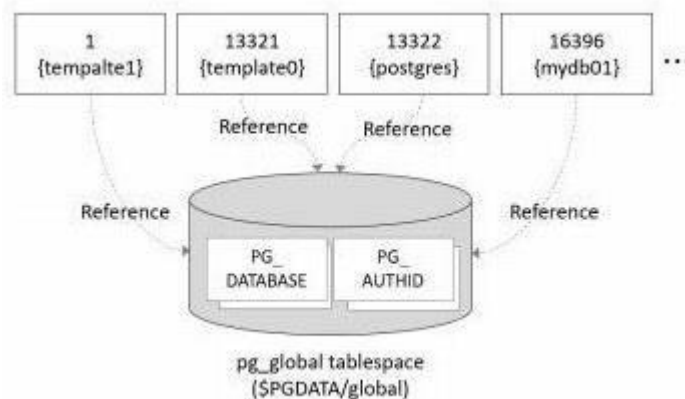 1
{tempalte1}
13321
{template0}
13322
{postgres}
16396
{mydb01}
..
Reference
Reference
Reference
Reference
PG_
DATABASE
PG_
AUTHID
pg_global tablespace
($PGDATA/global)